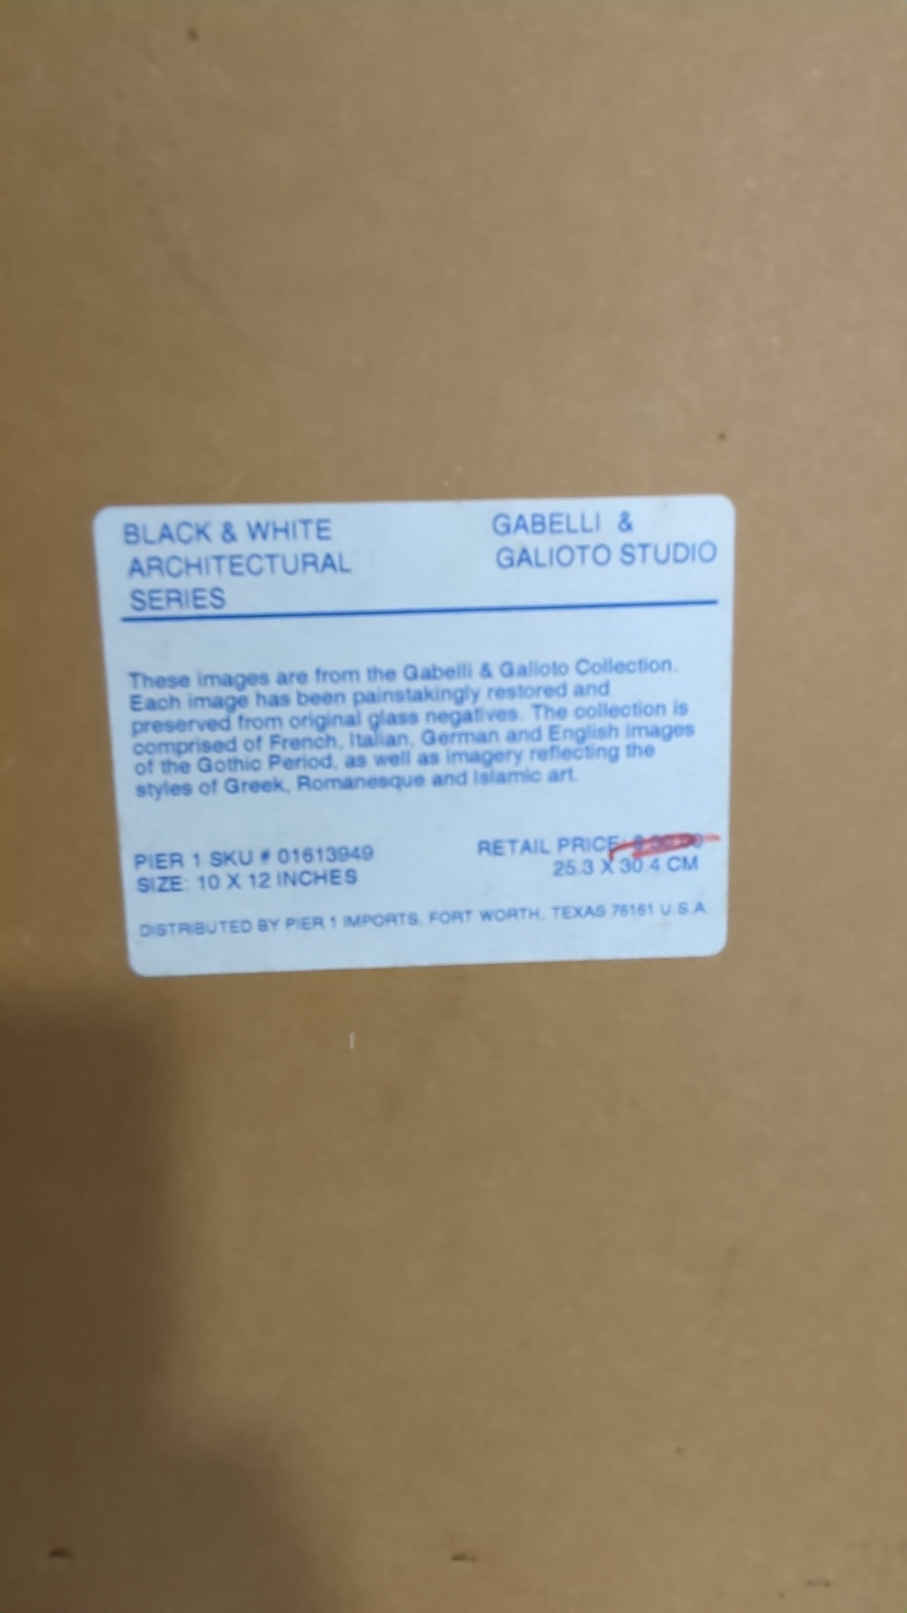 BLACK & WHITE
ARCHITECTURAL
SERIES
GABELLI &
GALIOTO STUDIO
These images are from the Gabelli & Galioto Collection.
Each image has been painstakingly restored and
preserved from original glass negatives. The collection is
comprised of French, Italian, German and English images
of the Gothic Period, as well as imagery reflecting the
styles of Greek, Romanesque and Islamic art.
PIER 1 SKU # 01613949
SIZE: 10 X 12 INCHES
RETAIL PRICE:
25.3 X 30.4 CM
DISTRIBUTED BY PIER 1 IMPORTS, FORT WORTH, TEXAS 76161 U.S.A.